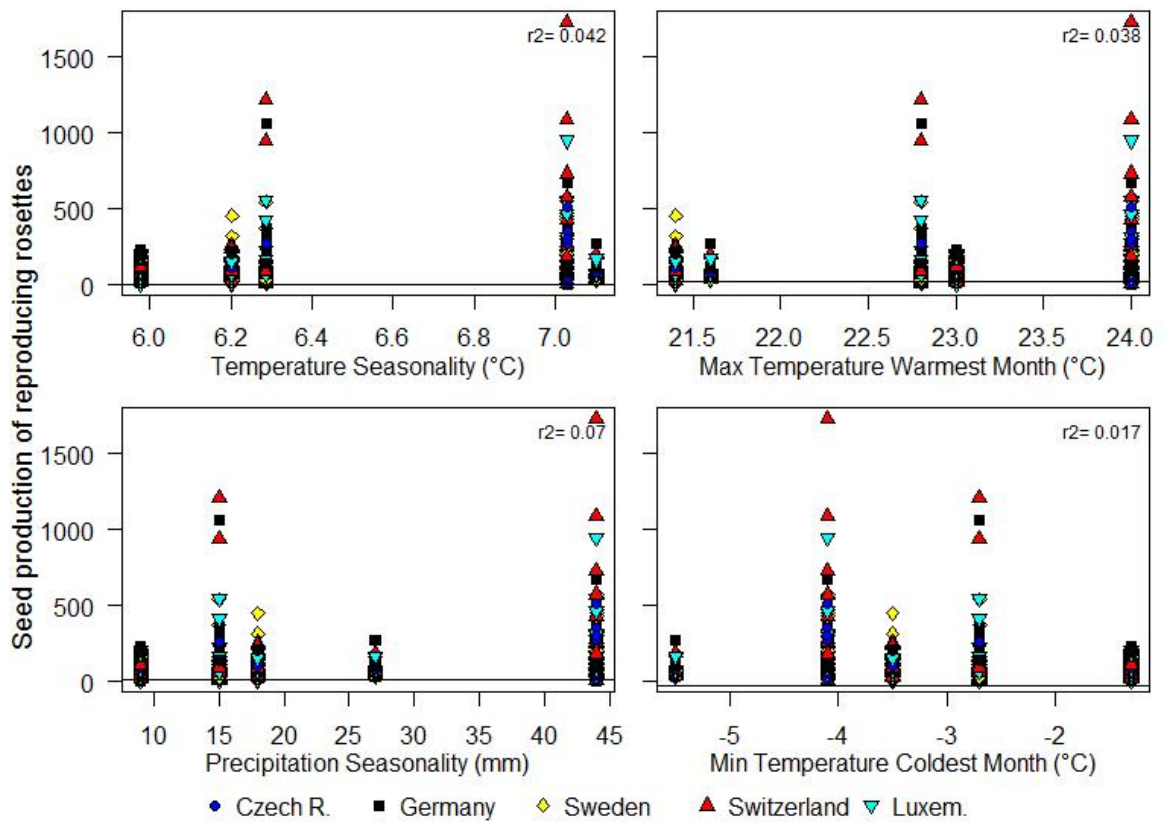 r2= 0.042
r2= 0.038
1500
1000
500
0
6.0 6.2 6.4 6.6 6.8 7.0
21.5 22.0 22.5 23.0 23.5 24.0
Temperature Seasonality (°C)
Max Temperature Warmest Month (°C)
Seed production of reproducing rosettes
r2= 0.07
r2= 0.017
1500
1000
500
0
10 15 20 25 30 35 40 45
-5 -4 -3 -2
Precipitation Seasonality (mm)
Min Temperature Coldest Month (°C)
Czech R. Germany Sweden Switzerland Luxem.